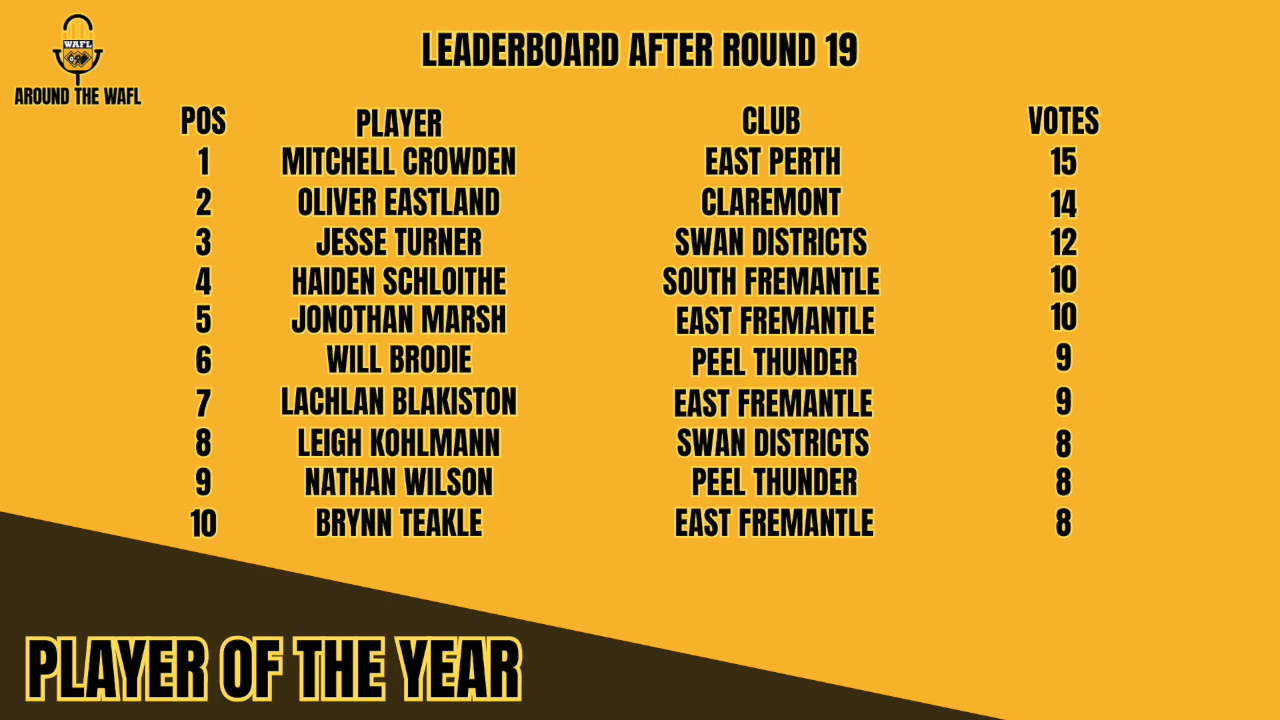 WAFL
AROUND THE WAFL
LEADERBOARD AFTER ROUND 19
POS PLAYER CLUB VOTES
1 MITCHELL CROWDEN EAST PERTH 15
2 OLIVER EASTLAND CLAREMONT 14
3 JESSE TURNER SWAN DISTRICTS 12
4 HAIDEN SCHLOITHE SOUTH FREMANTLE 10
5 JONOTHAN MARSH EAST FREMANTLE 10
6 WILL BRODIE PEEL THUNDER 9
7 LACHLAN BLAKISTON EAST FREMANTLE 9
8 LEIGH KOHLMANN SWAN DISTRICTS 8
9 NATHAN WILSON PEEL THUNDER 8
10 BRYNN TEAKLE EAST FREMANTLE 8
PLAYER OF THE YEAR